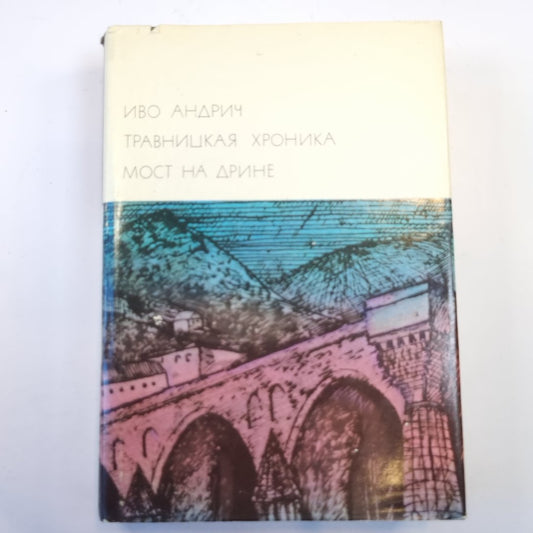 ИВО АНДРИЧ
ТРАВНИЦКАЯ ХРОНИКА
МОСТ НА ДРИНЕ